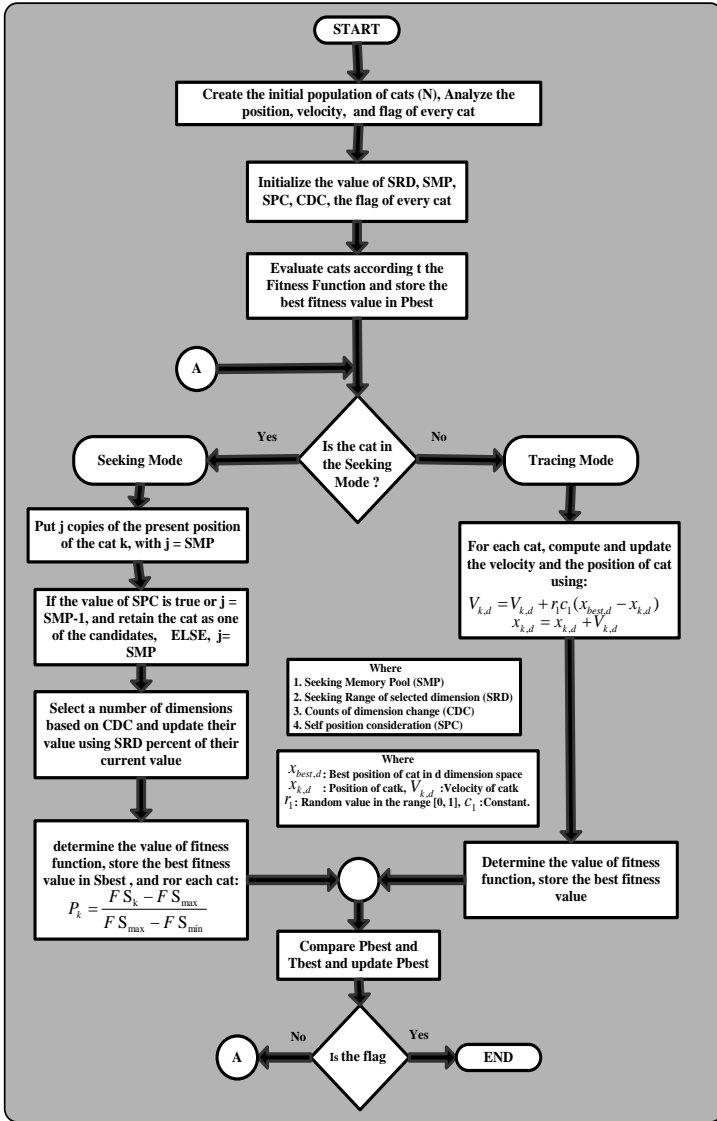 START
Create the initial population of cats (N), Analyze the
position, velocity, and flag of every cat
Initialize the value of SRD, SMP,
SPC, CDC, the flag of every cat
Evaluate cats according t the
Fitness Function and store the
best fitness value in Pbest
A
Is the cat in
the Seeking
Mode ?
Yes
No
Seeking Mode
Tracing Mode
Put j copies of the present position
of the cat k, with j = SMP
If the value of SPC is true or j =
SMP-1, and retain the cat as one
of the candidates, ELSE, j=
SMP
Select a number of dimensions
based on CDC and update their
value using SRD percent of their
current value
determine the value of fitness
function, store the best fitness
value in Sbest , and ror each cat:
P_k = (F S_k − F S_max) / (F S_max − F S_min)
For each cat, compute and update
the velocity and the position of cat
using:
V_{k,d} = V_{k,d} + r_1 c_1 (x_{best,d} − x_{k,d})
x_{k,d} = x_{k,d} + V_{k,d}
Where
1. Seeking Memory Pool (SMP)
2. Seeking Range of selected dimension (SRD)
3. Counts of dimension change (CDC)
4. Self position consideration (SPC)
Where
x_{best,d} : Best position of cat in d dimension space
x_{k,d} : Position of catk, V_{k,d} :Velocity of catk
r_1 : Random value in the range [0, 1], c_1 :Constant.
Determine the value of fitness
function, store the best fitness
value
Compare Pbest and
Tbest and update Pbest
Is the flag
No
Yes
A
END